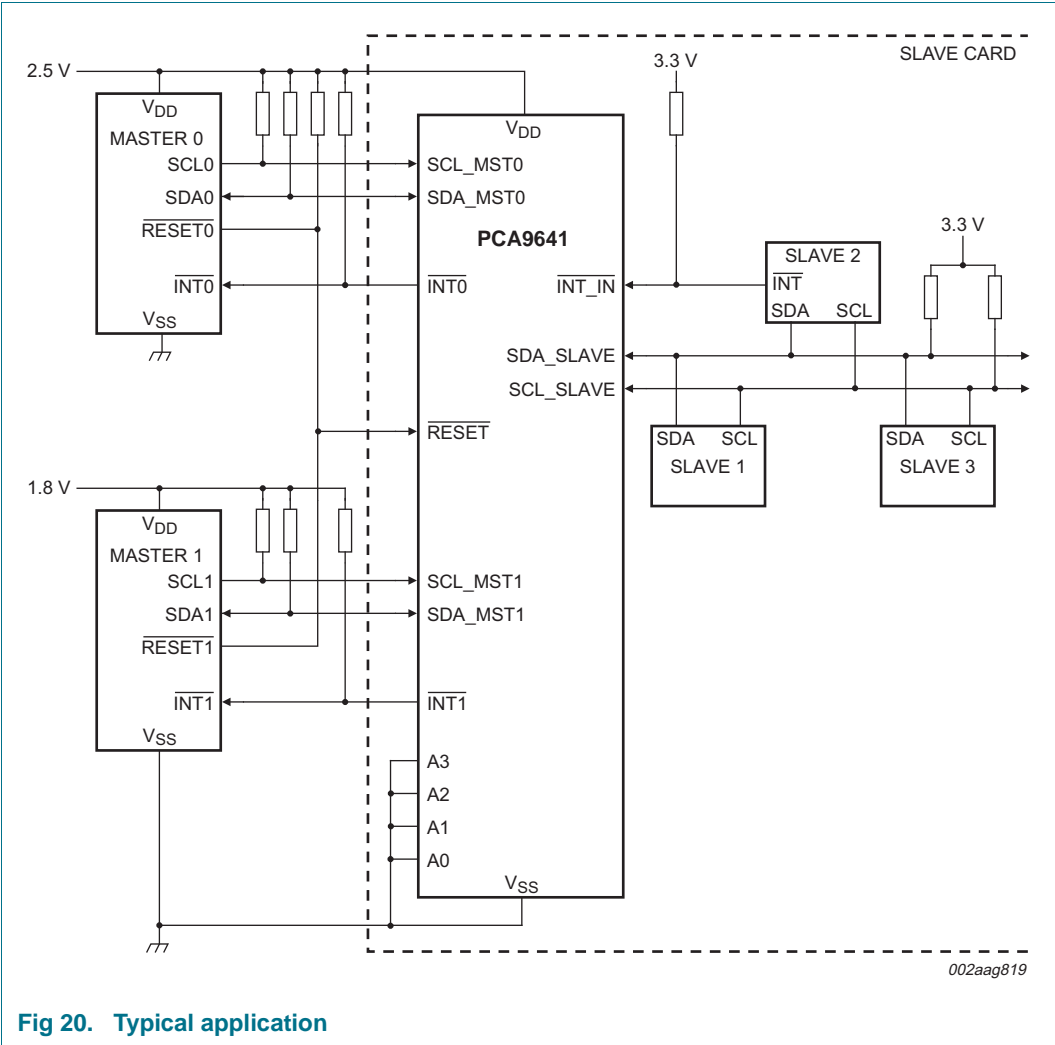 SLAVE CARD
2.5 V
3.3 V
VDD
MASTER 0
SCL0
SDA0
RESET0
INT0
VSS
VDD
SCL_MST0
SDA_MST0
PCA9641
INT0
INT_IN
SDA_SLAVE
SCL_SLAVE
RESET
3.3 V
SLAVE 2
INT
SDA SCL
SDA SCL
SLAVE 1
SDA SCL
SLAVE 3
1.8 V
VDD
MASTER 1
SCL1
SDA1
RESET1
INT1
VSS
SCL_MST1
SDA_MST1
INT1
A3
A2
A1
A0
VSS
002aag819
Fig 20. Typical application